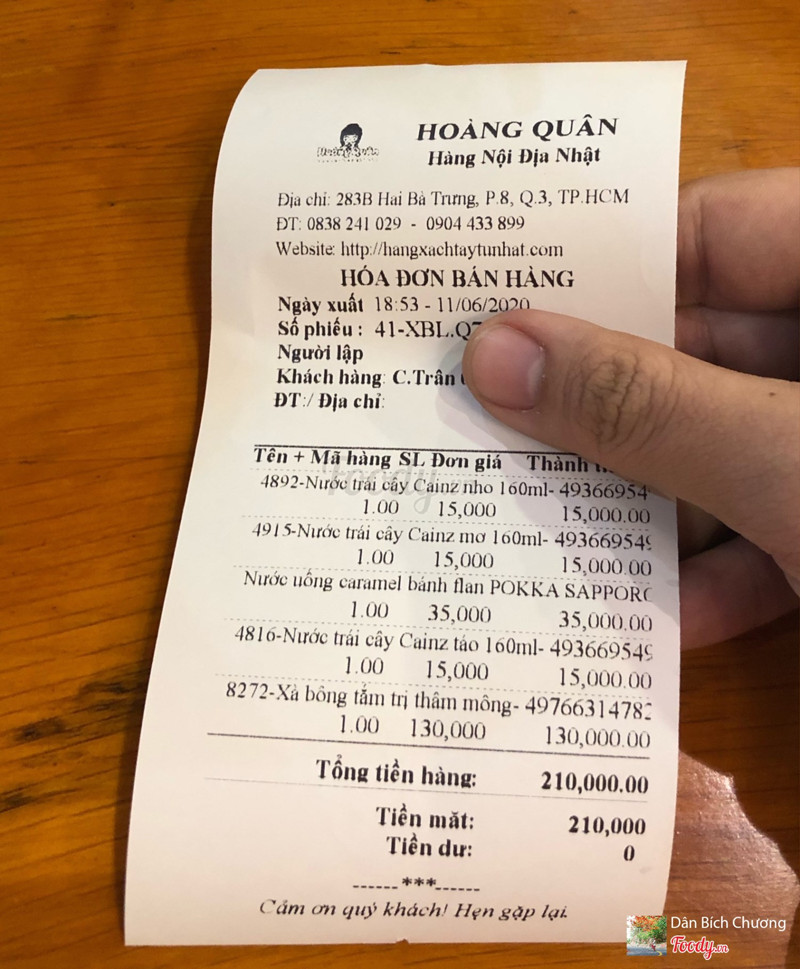 Hoàng Quân
HOÀNG QUÂN
Hàng Nội Địa Nhật
Địa chỉ: 283B Hai Bà Trưng, P.8, Q.3, TP.HCM
ĐT: 0838 241 029 - 0904 433 899
Website: http://hangxachtaytunhat.com
HÓA ĐƠN BÁN HÀNG
Ngày xuất 18:53 - 11/06/2020
Số phiếu : 41-XBL.Q
Người lập
Khách hàng: C.Trân
ĐT:/ Địa chỉ:
Tên + Mã hàng SL Đơn giá Thành
4892-Nước trái cây Cainz nho 160ml- 49366954
1.00 15,000 15,000.00
4915-Nước trái cây Cainz mơ 160ml- 493669549
1.00 15,000 15,000.00
Nước uống caramel bánh flan POKKA SAPPORO
1.00 35,000 35,000.00
4816-Nước trái cây Cainz táo 160ml- 493669549
1.00 15,000 15,000.00
8272-Xà bông tắm trị thâm mông- 49766314782
1.00 130,000 130,000.00
Tổng tiền hàng: 210,000.00
Tiền mặt: 210,000
Tiền dư: 0
------***------
Cảm ơn quý khách! Hẹn gặp lại.
Foody
Dân Bích Chương
Foody.vn